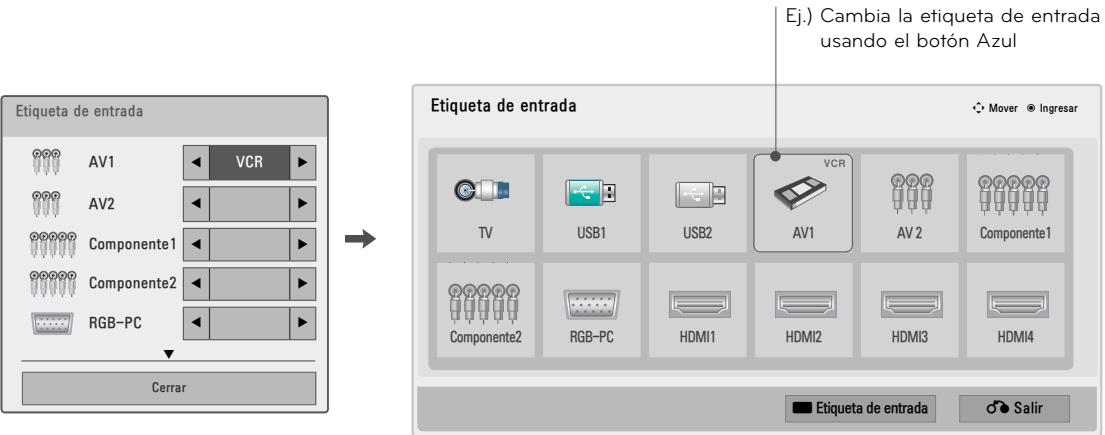 Ej.) Cambia la etiqueta de entrada
usando el botón Azul
Etiqueta de entrada
AV1
VCR
AV2
Componente1
Componente2
RGB-PC
Cerrar
Etiqueta de entrada
Mover
Ingresar
TV
USB1
USB2
VCR
AV1
AV 2
Componente1
Componente2
RGB-PC
HDMI1
HDMI2
HDMI3
HDMI4
Etiqueta de entrada
Salir